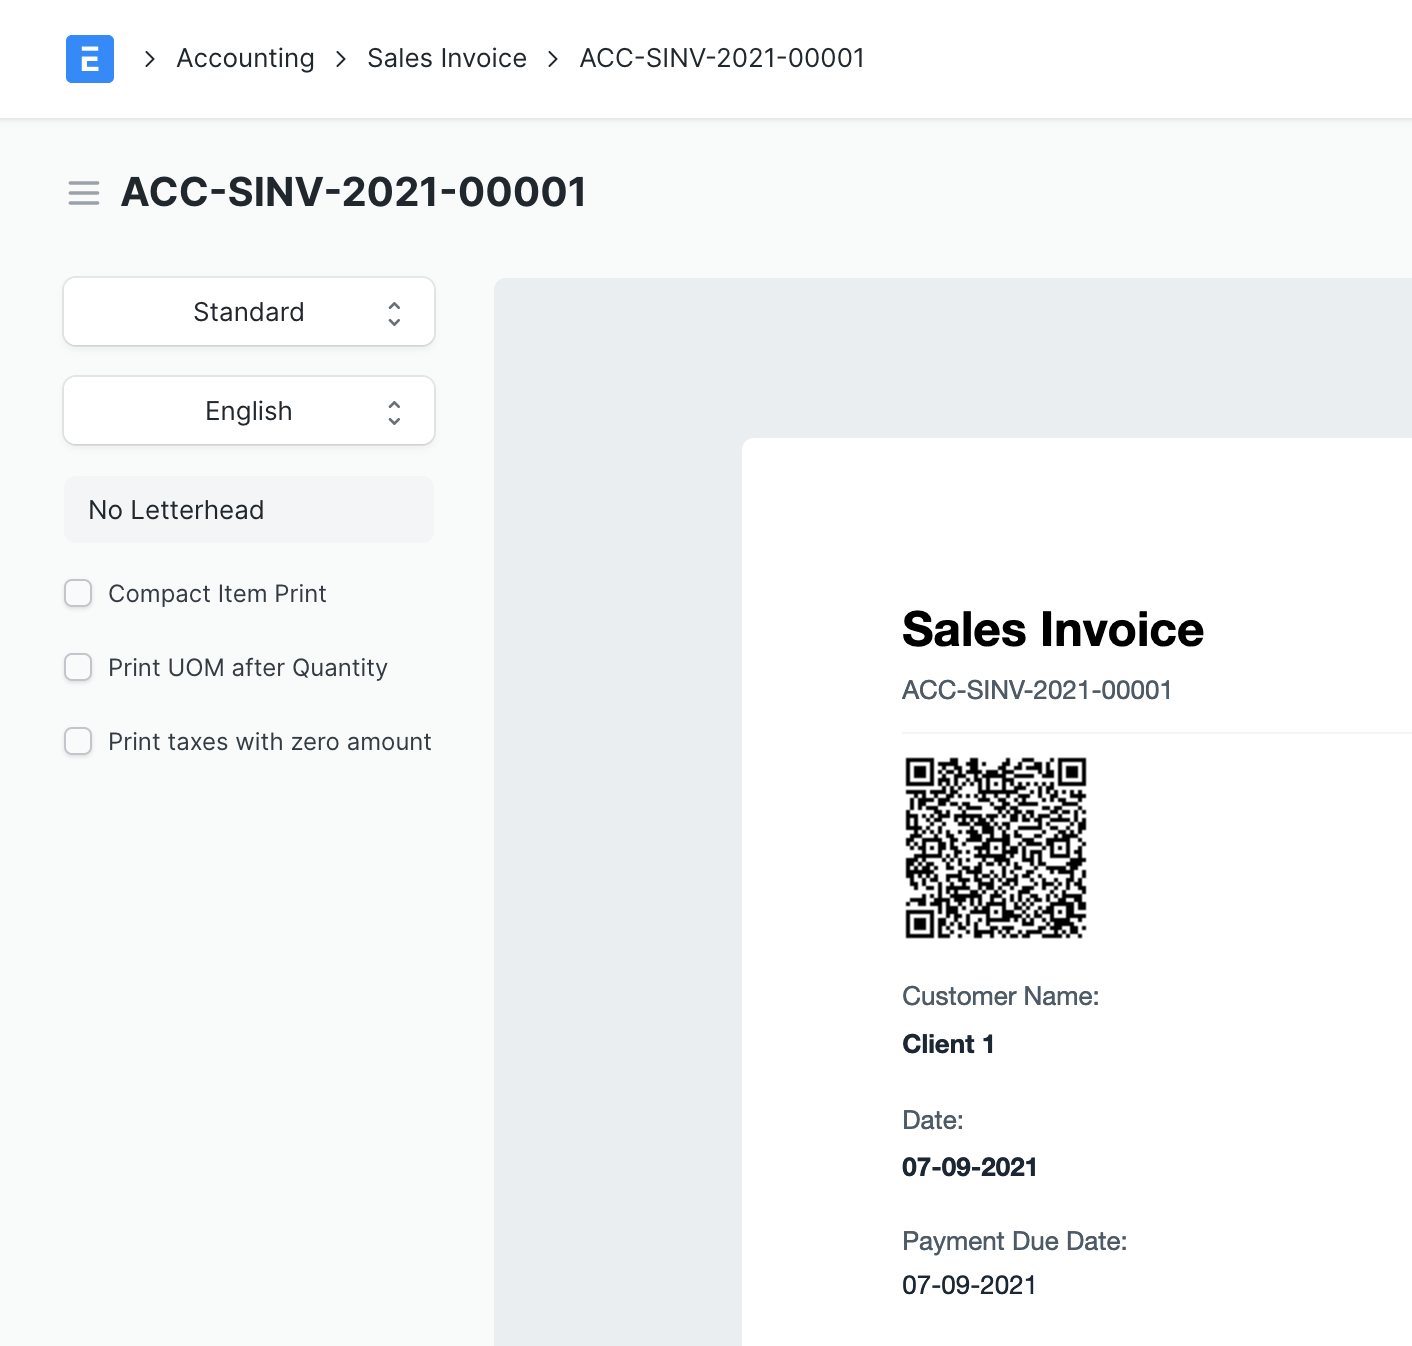 E > Accounting > Sales Invoice > ACC-SINV-2021-00001
ACC-SINV-2021-00001
Standard
English
No Letterhead
Compact Item Print
Print UOM after Quantity
Print taxes with zero amount
Sales Invoice
ACC-SINV-2021-00001
Customer Name:
Client 1
Date:
07-09-2021
Payment Due Date:
07-09-2021